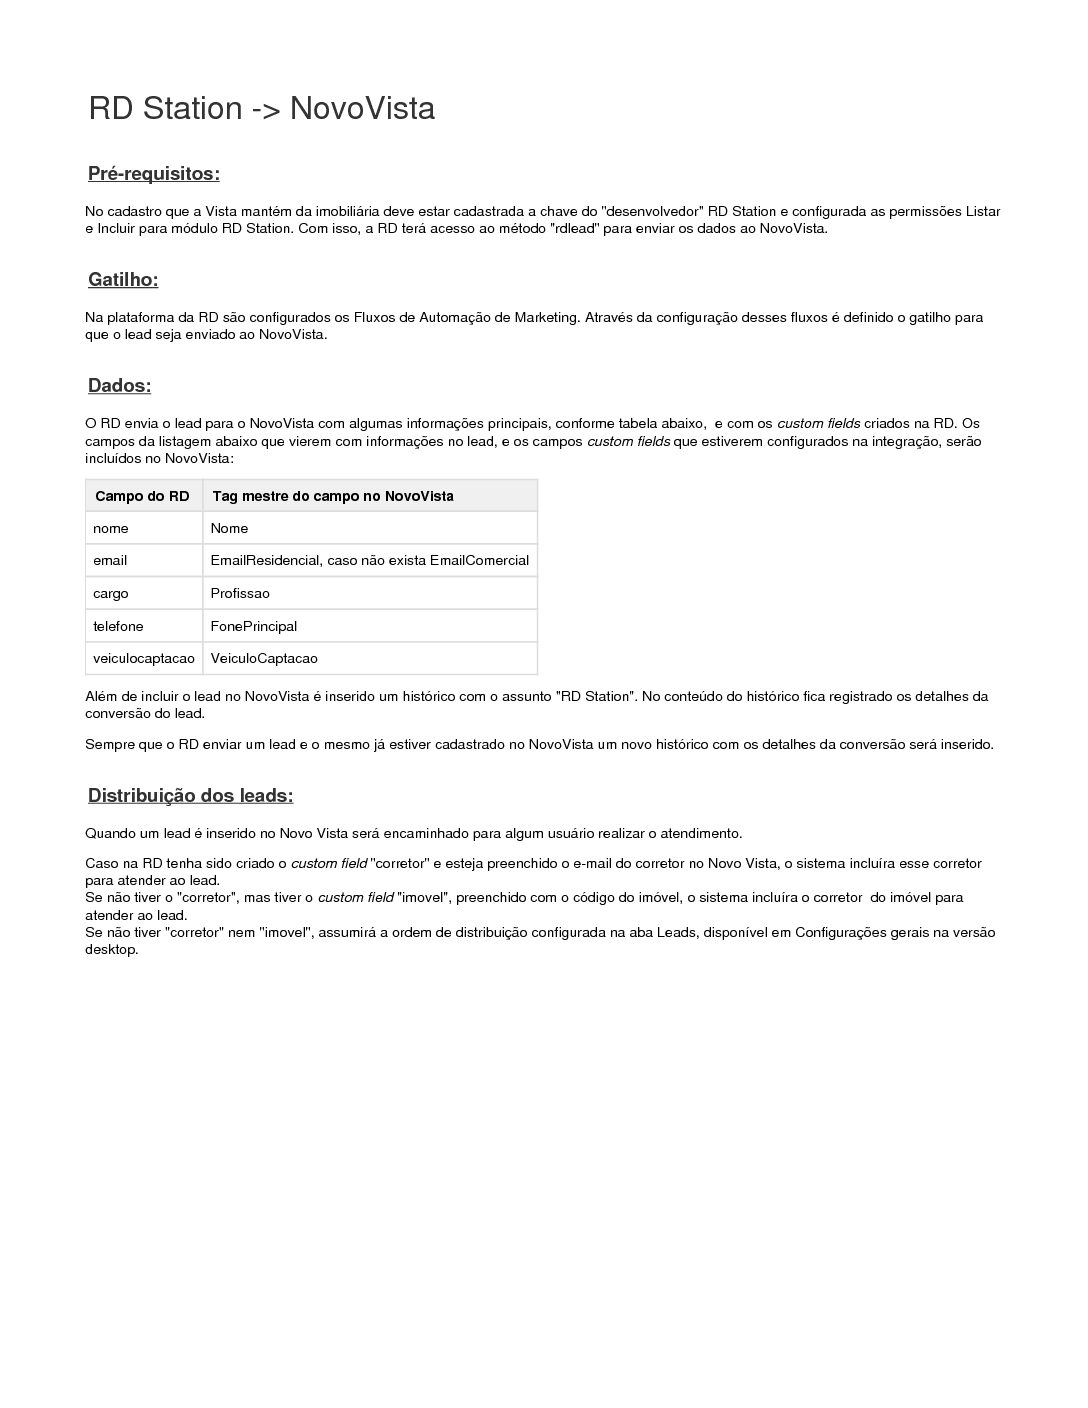 RD Station -> NovoVista
Pré-requisitos:
No cadastro que a Vista mantém da imobiliária deve estar cadastrada a chave do "desenvolvedor" RD Station e configurada as permissões Listar
e Incluir para módulo RD Station. Com isso, a RD terá acesso ao método "rdlead" para enviar os dados ao NovoVista.
Gatilho:
Na plataforma da RD são configurados os Fluxos de Automação de Marketing. Através da configuração desses fluxos é definido o gatilho para
que o lead seja enviado ao NovoVista.
Dados:
O RD envia o lead para o NovoVista com algumas informações principais, conforme tabela abaixo,  e com os custom fields criados na RD. Os
campos da listagem abaixo que vierem com informações no lead, e os campos custom fields que estiverem configurados na integração, serão
incluídos no NovoVista:
Campo do RD Tag mestre do campo no NovoVista
nome Nome
email EmailResidencial, caso não exista EmailComercial
cargo Profissao
telefone FonePrincipal
veiculocaptacao VeiculoCaptacao
Além de incluir o lead no NovoVista é inserido um histórico com o assunto "RD Station". No conteúdo do histórico fica registrado os detalhes da
conversão do lead.
Sempre que o RD enviar um lead e o mesmo já estiver cadastrado no NovoVista um novo histórico com os detalhes da conversão será inserido.
Distribuição dos leads:
Quando um lead é inserido no Novo Vista será encaminhado para algum usuário realizar o atendimento.
Caso na RD tenha sido criado o custom field "corretor" e esteja preenchido o e-mail do corretor no Novo Vista, o sistema incluíra esse corretor
para atender ao lead.
Se não tiver o "corretor", mas tiver o custom field "imovel", preenchido com o código do imóvel, o sistema incluíra o corretor  do imóvel para
atender ao lead.
Se não tiver "corretor" nem "imovel", assumirá a ordem de distribuição configurada na aba Leads, disponível em Configurações gerais na versão
desktop.